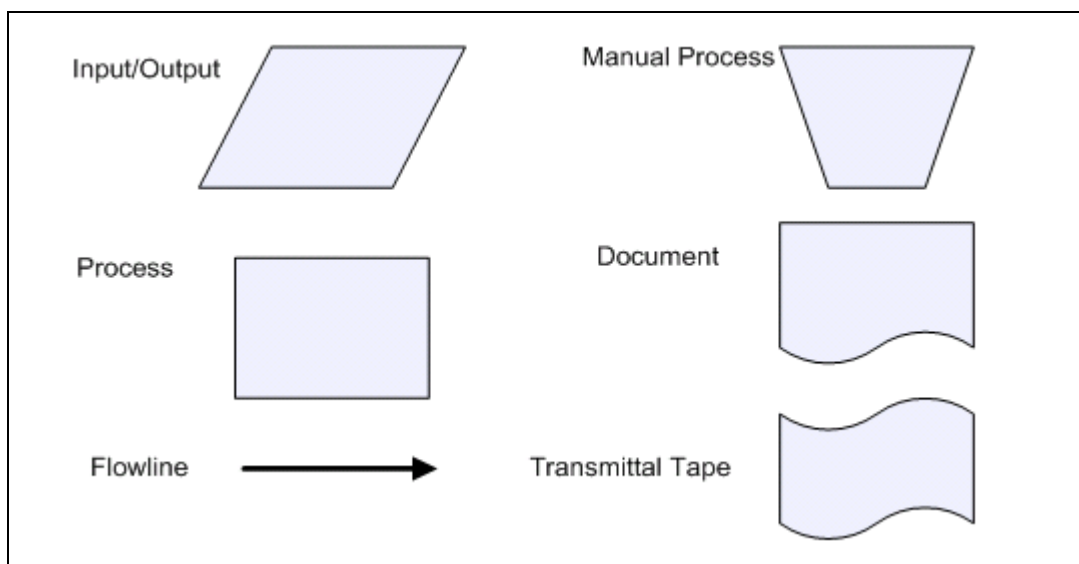 Input/Output
Manual Process
Process
Document
Flowline
Transmittal Tape